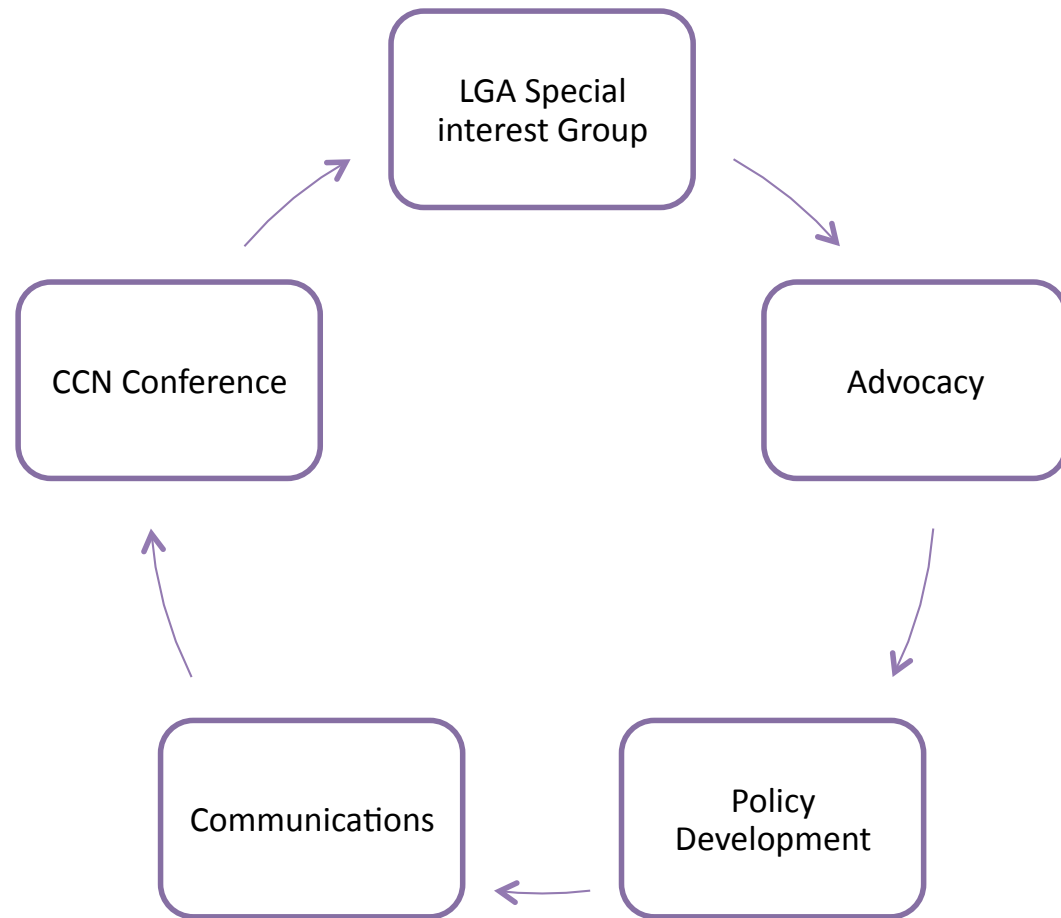 LGA Special
interest Group
Advocacy
Policy
Development
Communications
CCN Conference